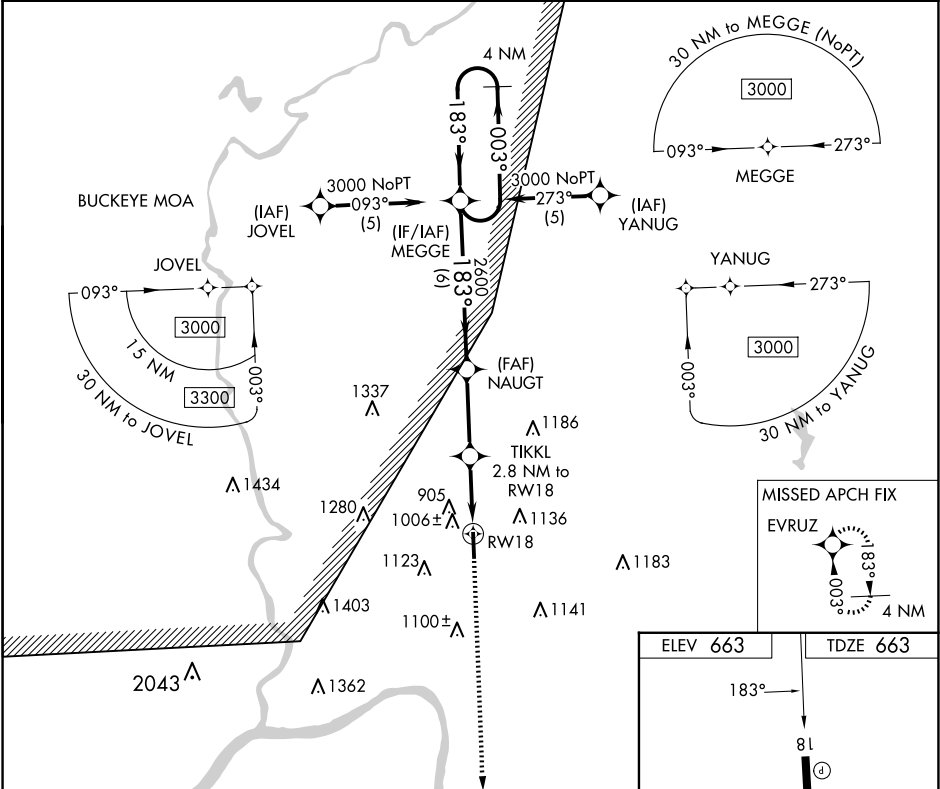 4 NM
183°
003°
30 NM to MEGGE (NoPT)
3000
093°
273°
MEGGE
BUCKEYE MOA
(IAF)
JOVEL
3000 NoPT
093°
(5)
(IF/IAF)
MEGGE
3000 NoPT
273°
(5)
(IAF)
YANUG
2600
183°
(6)
JOVEL
093°
3000
15 NM
3300
003°
30 NM to JOVEL
YANUG
273°
3000
003°
30 NM to YANUG
(FAF)
NAUGT
1337
1186
TIKKL
2.8 NM to
RW18
1434
1280
905
1006±
1136
RW18
1123
1183
1403
1100±
1141
2043
1362
MISSED APCH FIX
EVRUZ
183°
003°
4 NM
ELEV 663
TDZE 663
183°
18
P